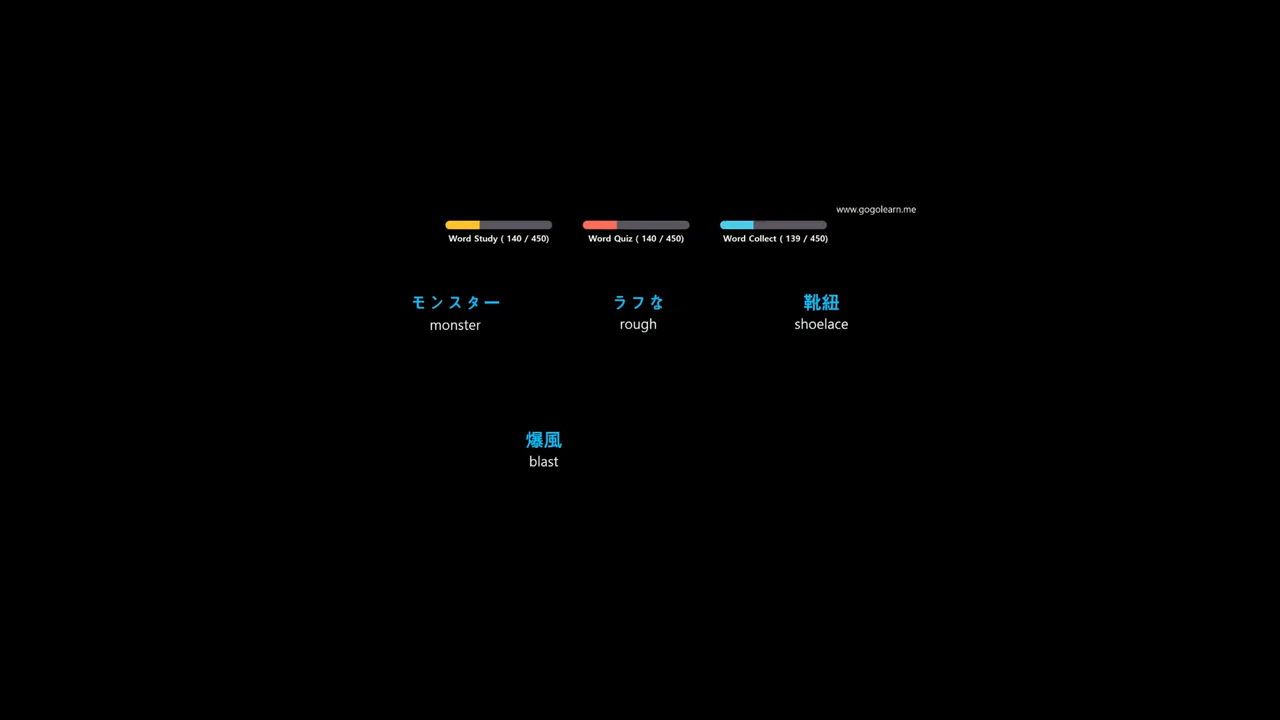 www.gogolearn.me
Word Study ( 140 / 450)
Word Quiz ( 140 / 450)
Word Collect ( 139 / 450)
モンスター
monster
ラフな
rough
靴紐
shoelace
爆風
blast